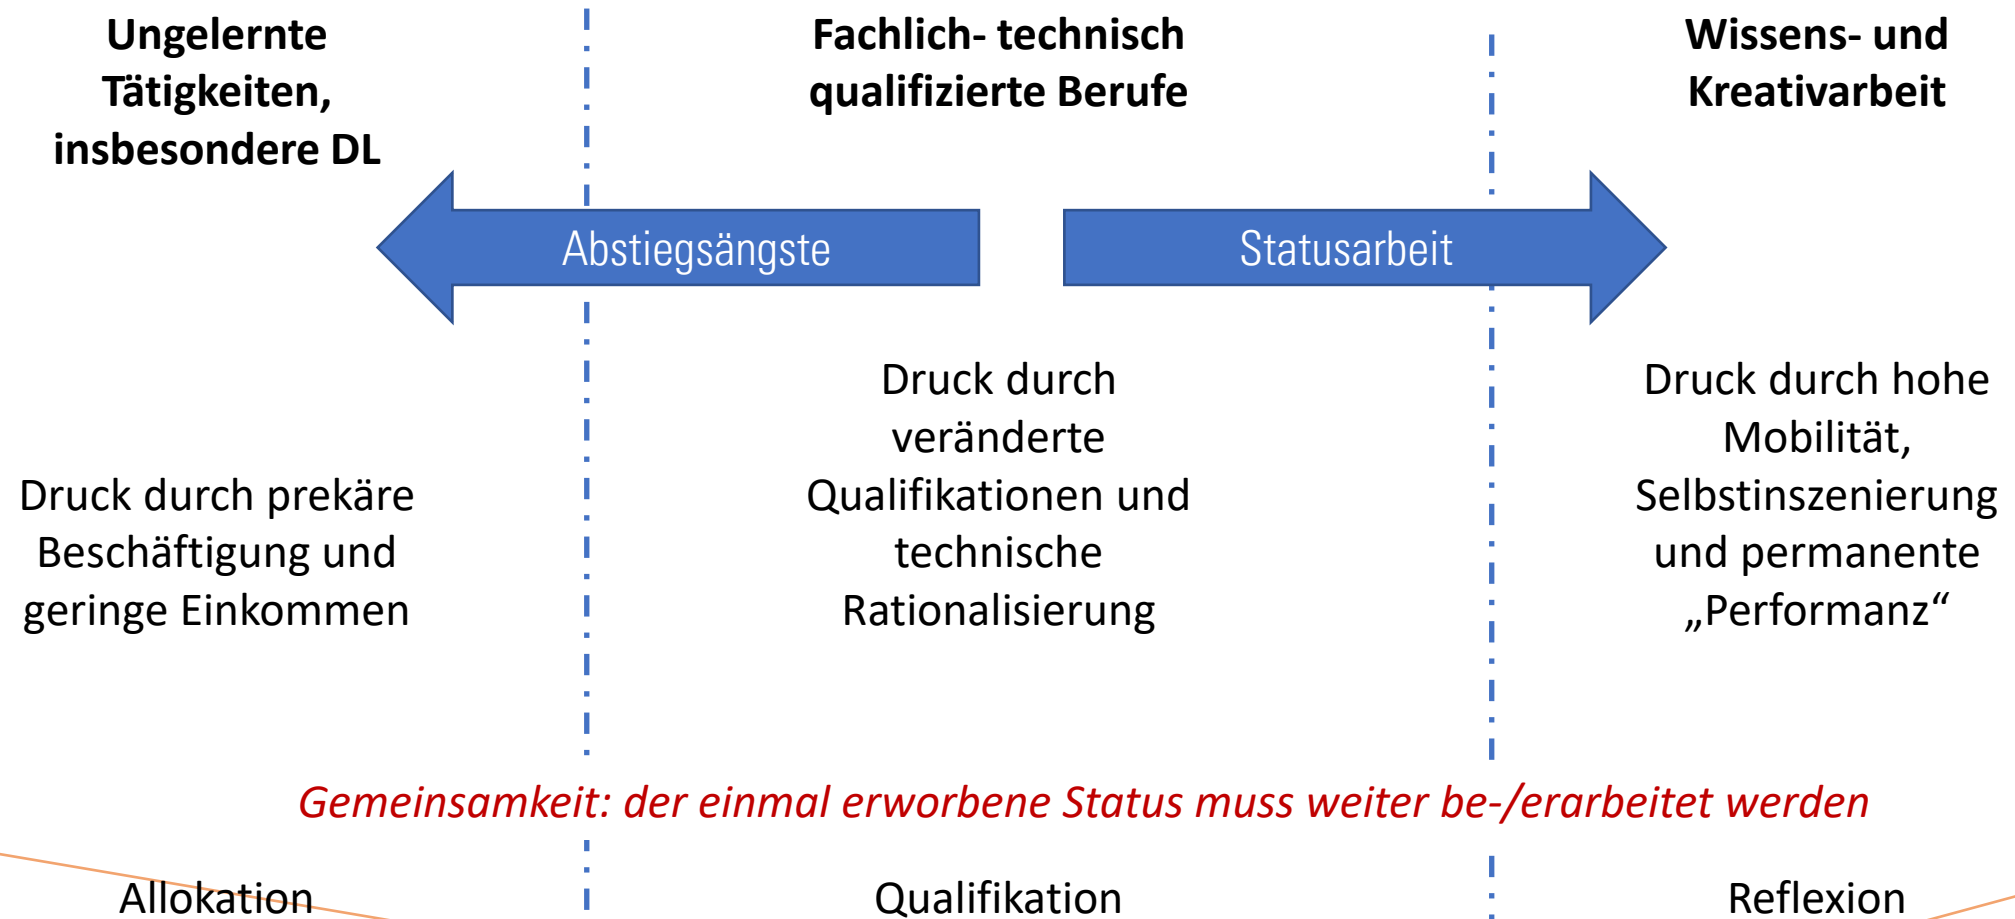 Ungelernte
Tätigkeiten,
insbesondere DL
Fachlich- technisch
qualifizierte Berufe
Wissens- und
Kreativarbeit
Abstiegsängste
Statusarbeit
Druck durch prekäre
Beschäftigung und
geringe Einkommen
Druck durch
veränderte
Qualifikationen und
technische
Rationalisierung
Druck durch hohe
Mobilität,
Selbstinszenierung
und permanente
„Performanz“
Gemeinsamkeit: der einmal erworbene Status muss weiter be-/erarbeitet werden
Allokation
Qualifikation
Reflexion